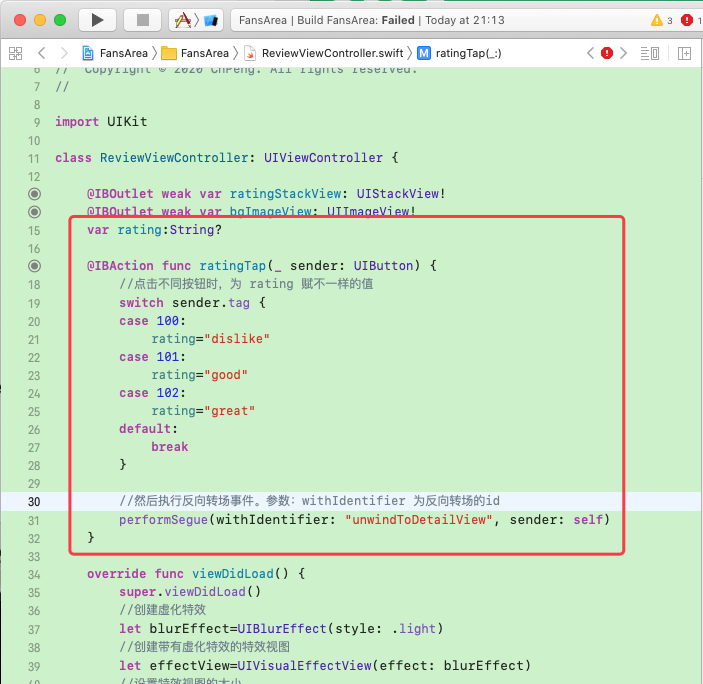 FansArea | Build FansArea: Failed | Today at 21:13
3
1
FansArea
FansArea
ReviewViewController.swift
M
ratingTap(_:)
6 // Copyright © 2020 CnPeng. All rights reserved.
7 //
8
9 import UIKit
10
11 class ReviewViewController: UIViewController {
12
@IBOutlet weak var ratingStackView: UIStackView!
@IBOutlet weak var bgImageView: UIImageView!
15 var rating:String?
16
@IBAction func ratingTap(_ sender: UIButton) {
18 //点击不同按钮时，为 rating 赋不一样的值
19 switch sender.tag {
20 case 100:
21 rating="dislike"
22 case 101:
23 rating="good"
24 case 102:
25 rating="great"
26 default:
27 break
28 }
29
30 //然后执行反向转场事件。参数：withIdentifier 为反向转场的id
31 performSegue(withIdentifier: "unwindToDetailView", sender: self)
32 }
33
34 override func viewDidLoad() {
35 super.viewDidLoad()
36 //创建虚化特效
37 let blurEffect=UIBlurEffect(style: .light)
38 //创建带有虚化特效的特效视图
39 let effectView=UIVisualEffectView(effect: blurEffect)
40 //设置特效视图的大小